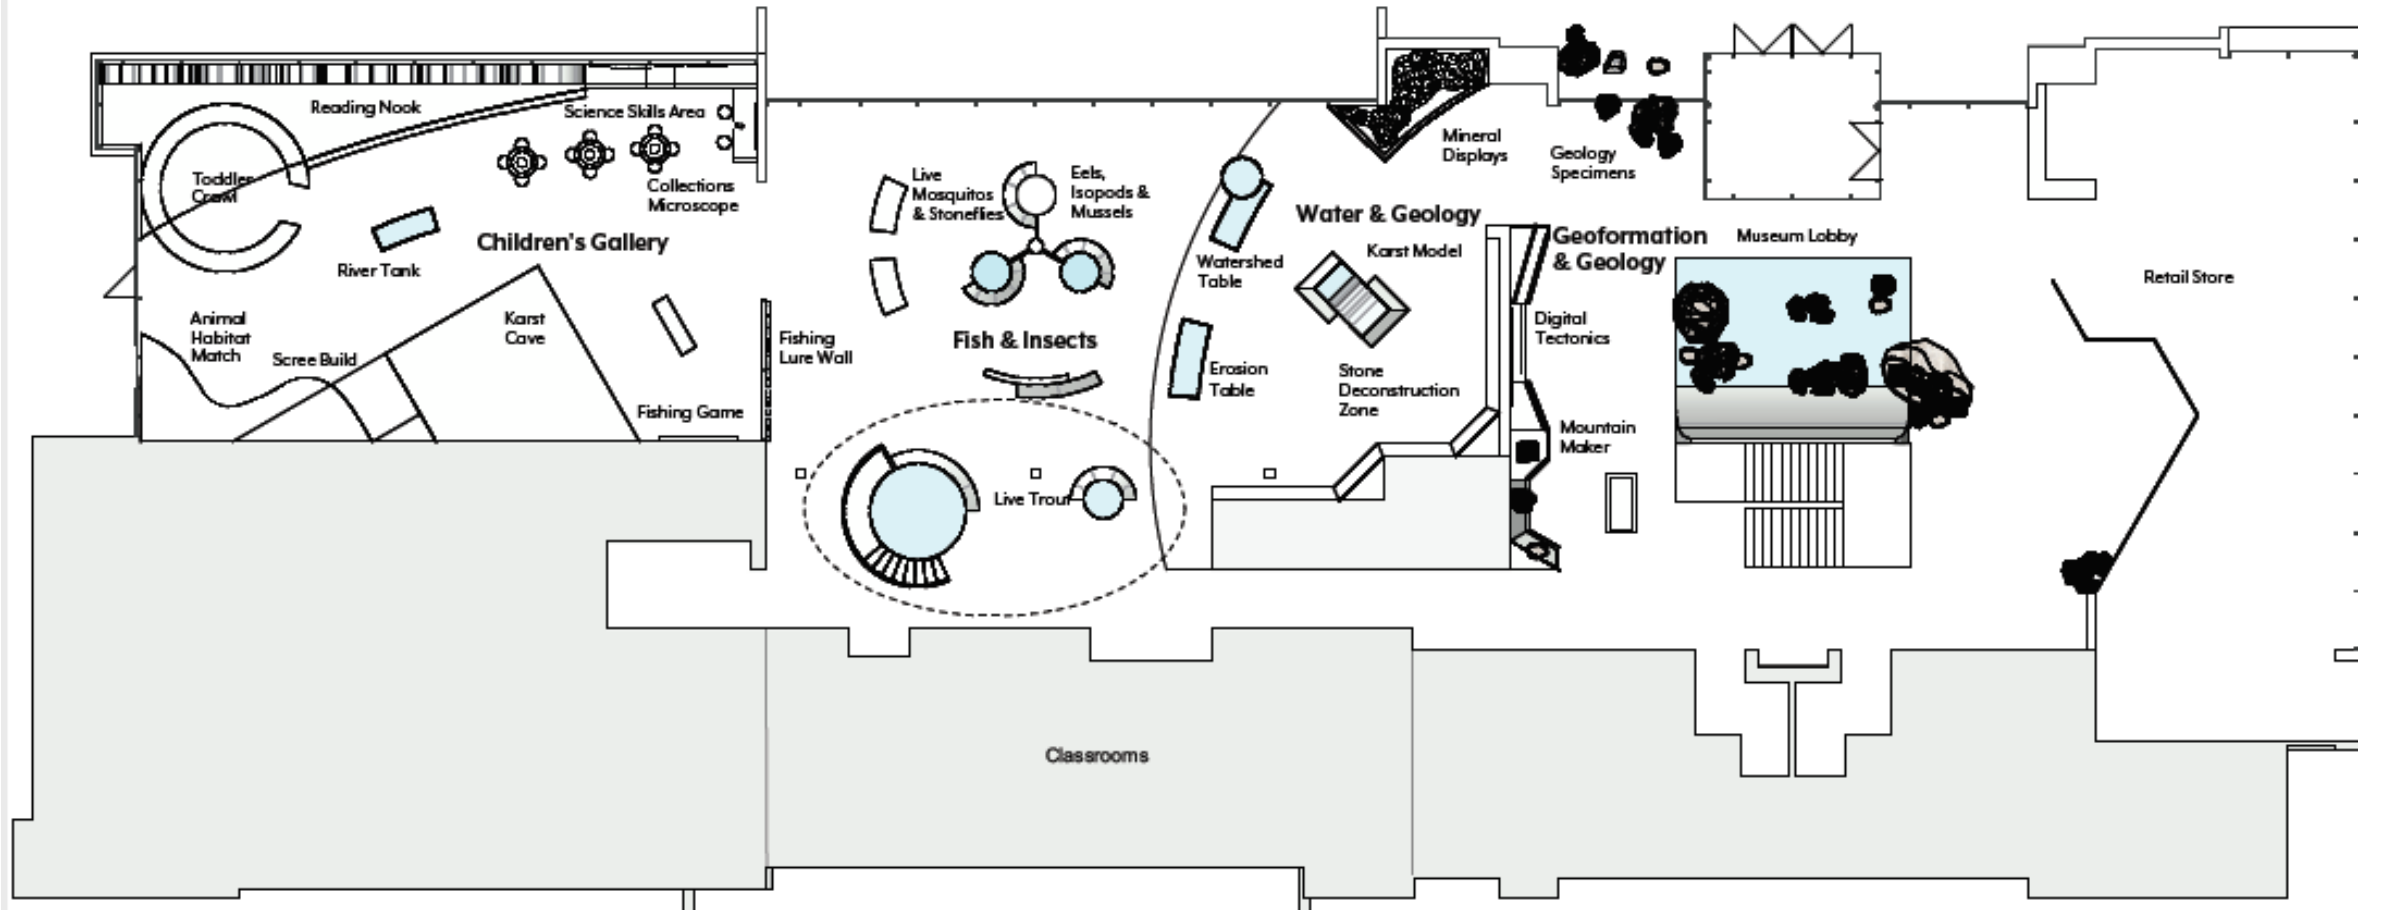 Reading Nook
Science Skills Area
Toddler
Crawl
Collections
Microscope
River Tank
Children's Gallery
Animal
Habitat
Match
Scree Build
Karst
Cave
Fishing Game
Fishing
Lure Wall
Live
Mosquitos
& Stoneflies
Eels,
Isopods &
Mussels
Fish & Insects
Live Trout
Watershed
Table
Erosion
Table
Water & Geology
Karst Model
Stone
Deconstruction
Zone
Mineral
Displays
Geology
Specimens
Geoformation
& Geology
Digital
Tectonics
Mountain
Maker
Museum Lobby
Retail Store
Classrooms